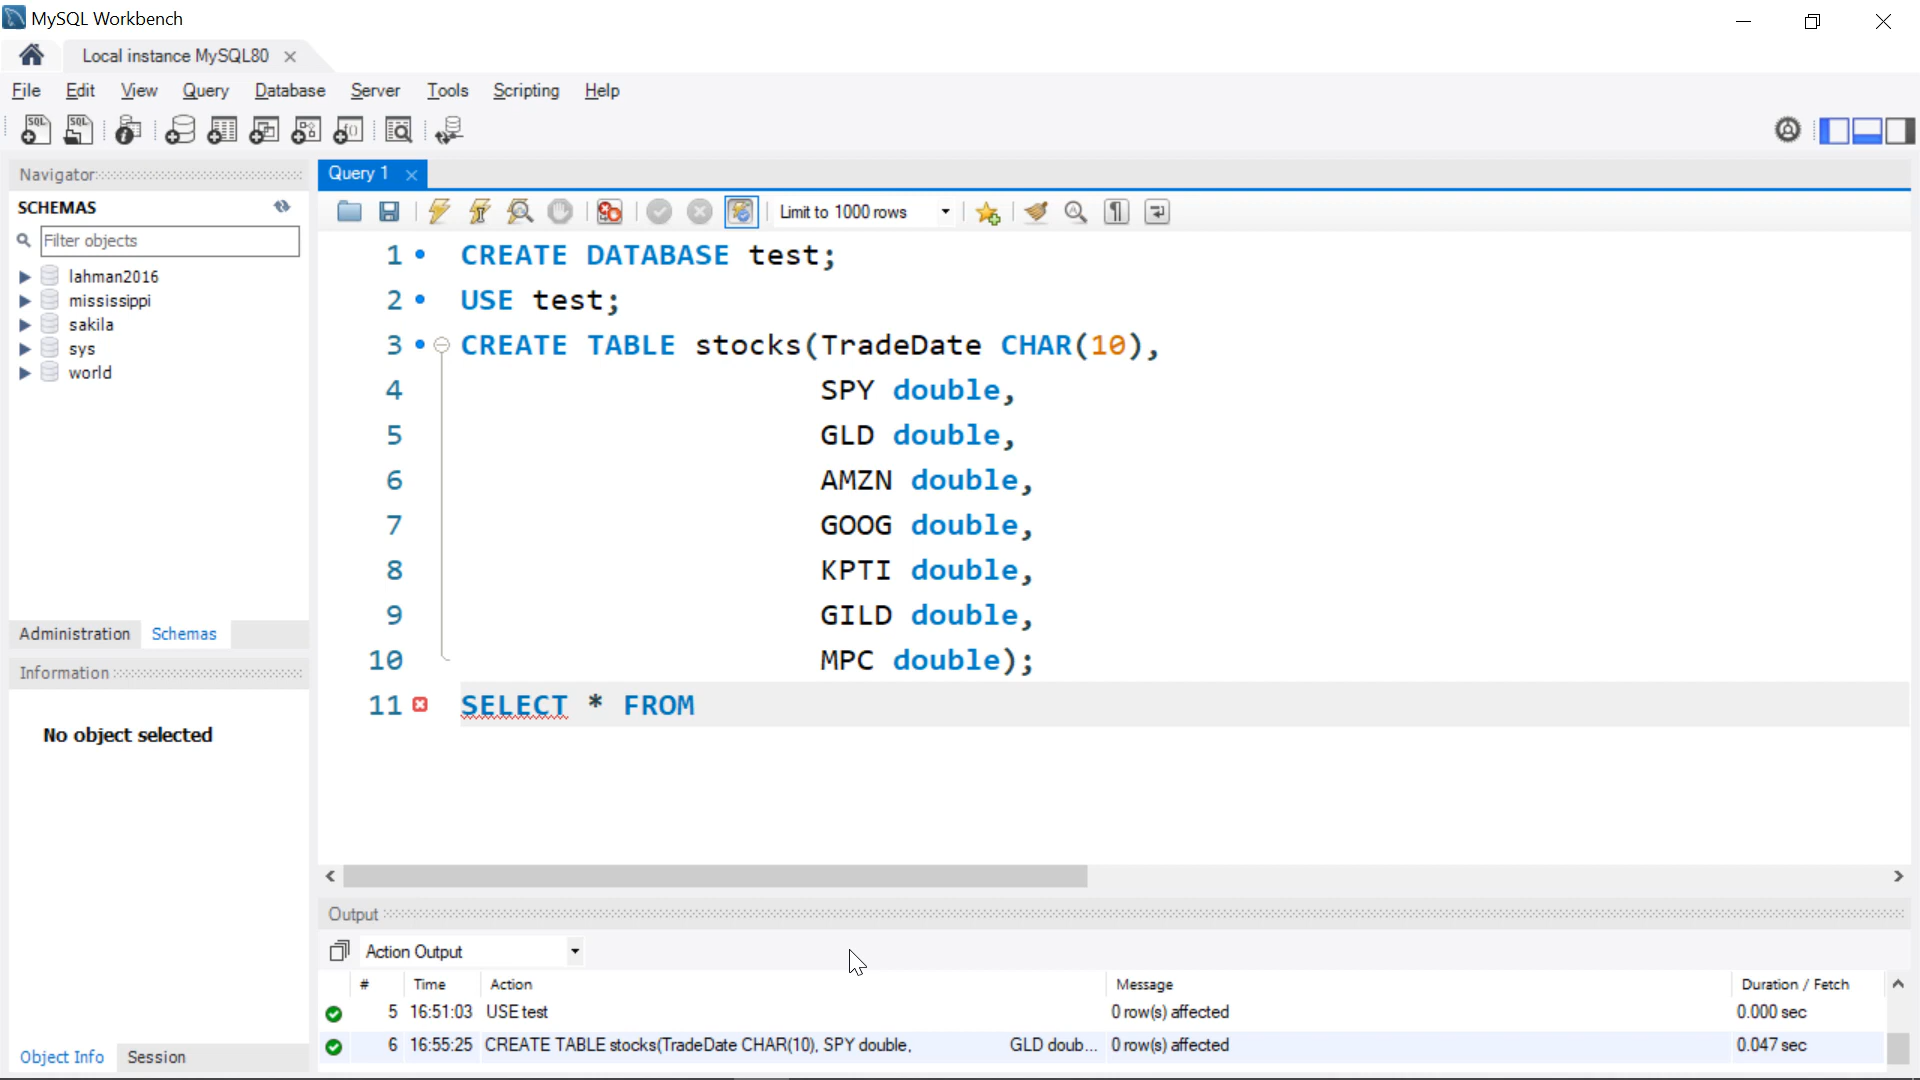 MySQL Workbench
Local instance MySQL80
File Edit View Query Database Server Tools Scripting Help
Navigator
SCHEMAS
Filter objects
lahman2016
mississippi
sakila
sys
world
Administration Schemas
Information
No object selected
Object Info Session
Query 1
Limit to 1000 rows
1 CREATE DATABASE test;
2 USE test;
3 CREATE TABLE stocks(TradeDate CHAR(10),
4 SPY double,
5 GLD double,
6 AMZN double,
7 GOOG double,
8 KPTI double,
9 GILD double,
10 MPC double);
11 SELECT * FROM
Output
Action Output
# Time Action Message Duration / Fetch
5 16:51:03 USE test 0 row(s) affected 0.000 sec
6 16:55:25 CREATE TABLE stocks(TradeDate CHAR(10), SPY double, GLD doub... 0 row(s) affected 0.047 sec